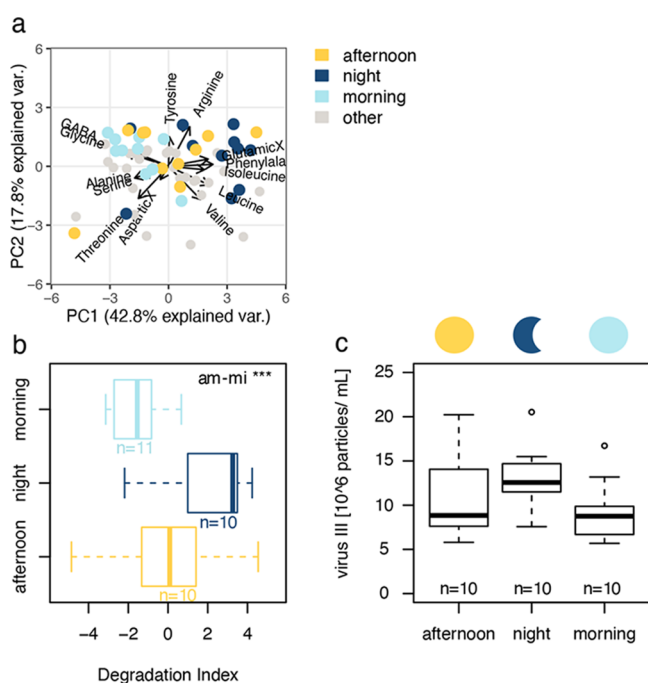 a
6
3
0
−3
−6
PC2 (17.8% explained var.)
−6
−3
0
3
6
PC1 (42.8% explained var.)
Tyrosine
Arginine
GABA
Glycine
GlutamicX
Phenylala
Isoleucine
Alanine
Serine
Leucine
Valine
Threonine
AsparticX
afternoon
night
morning
other
b
am-mi ***
morning
n=11
night
n=10
afternoon
n=10
−4
−2
0
2
4
Degradation Index
c
virus III [10^6 particles/ mL]
25
20
15
10
5
0
n=10
n=10
n=10
afternoon
night
morning